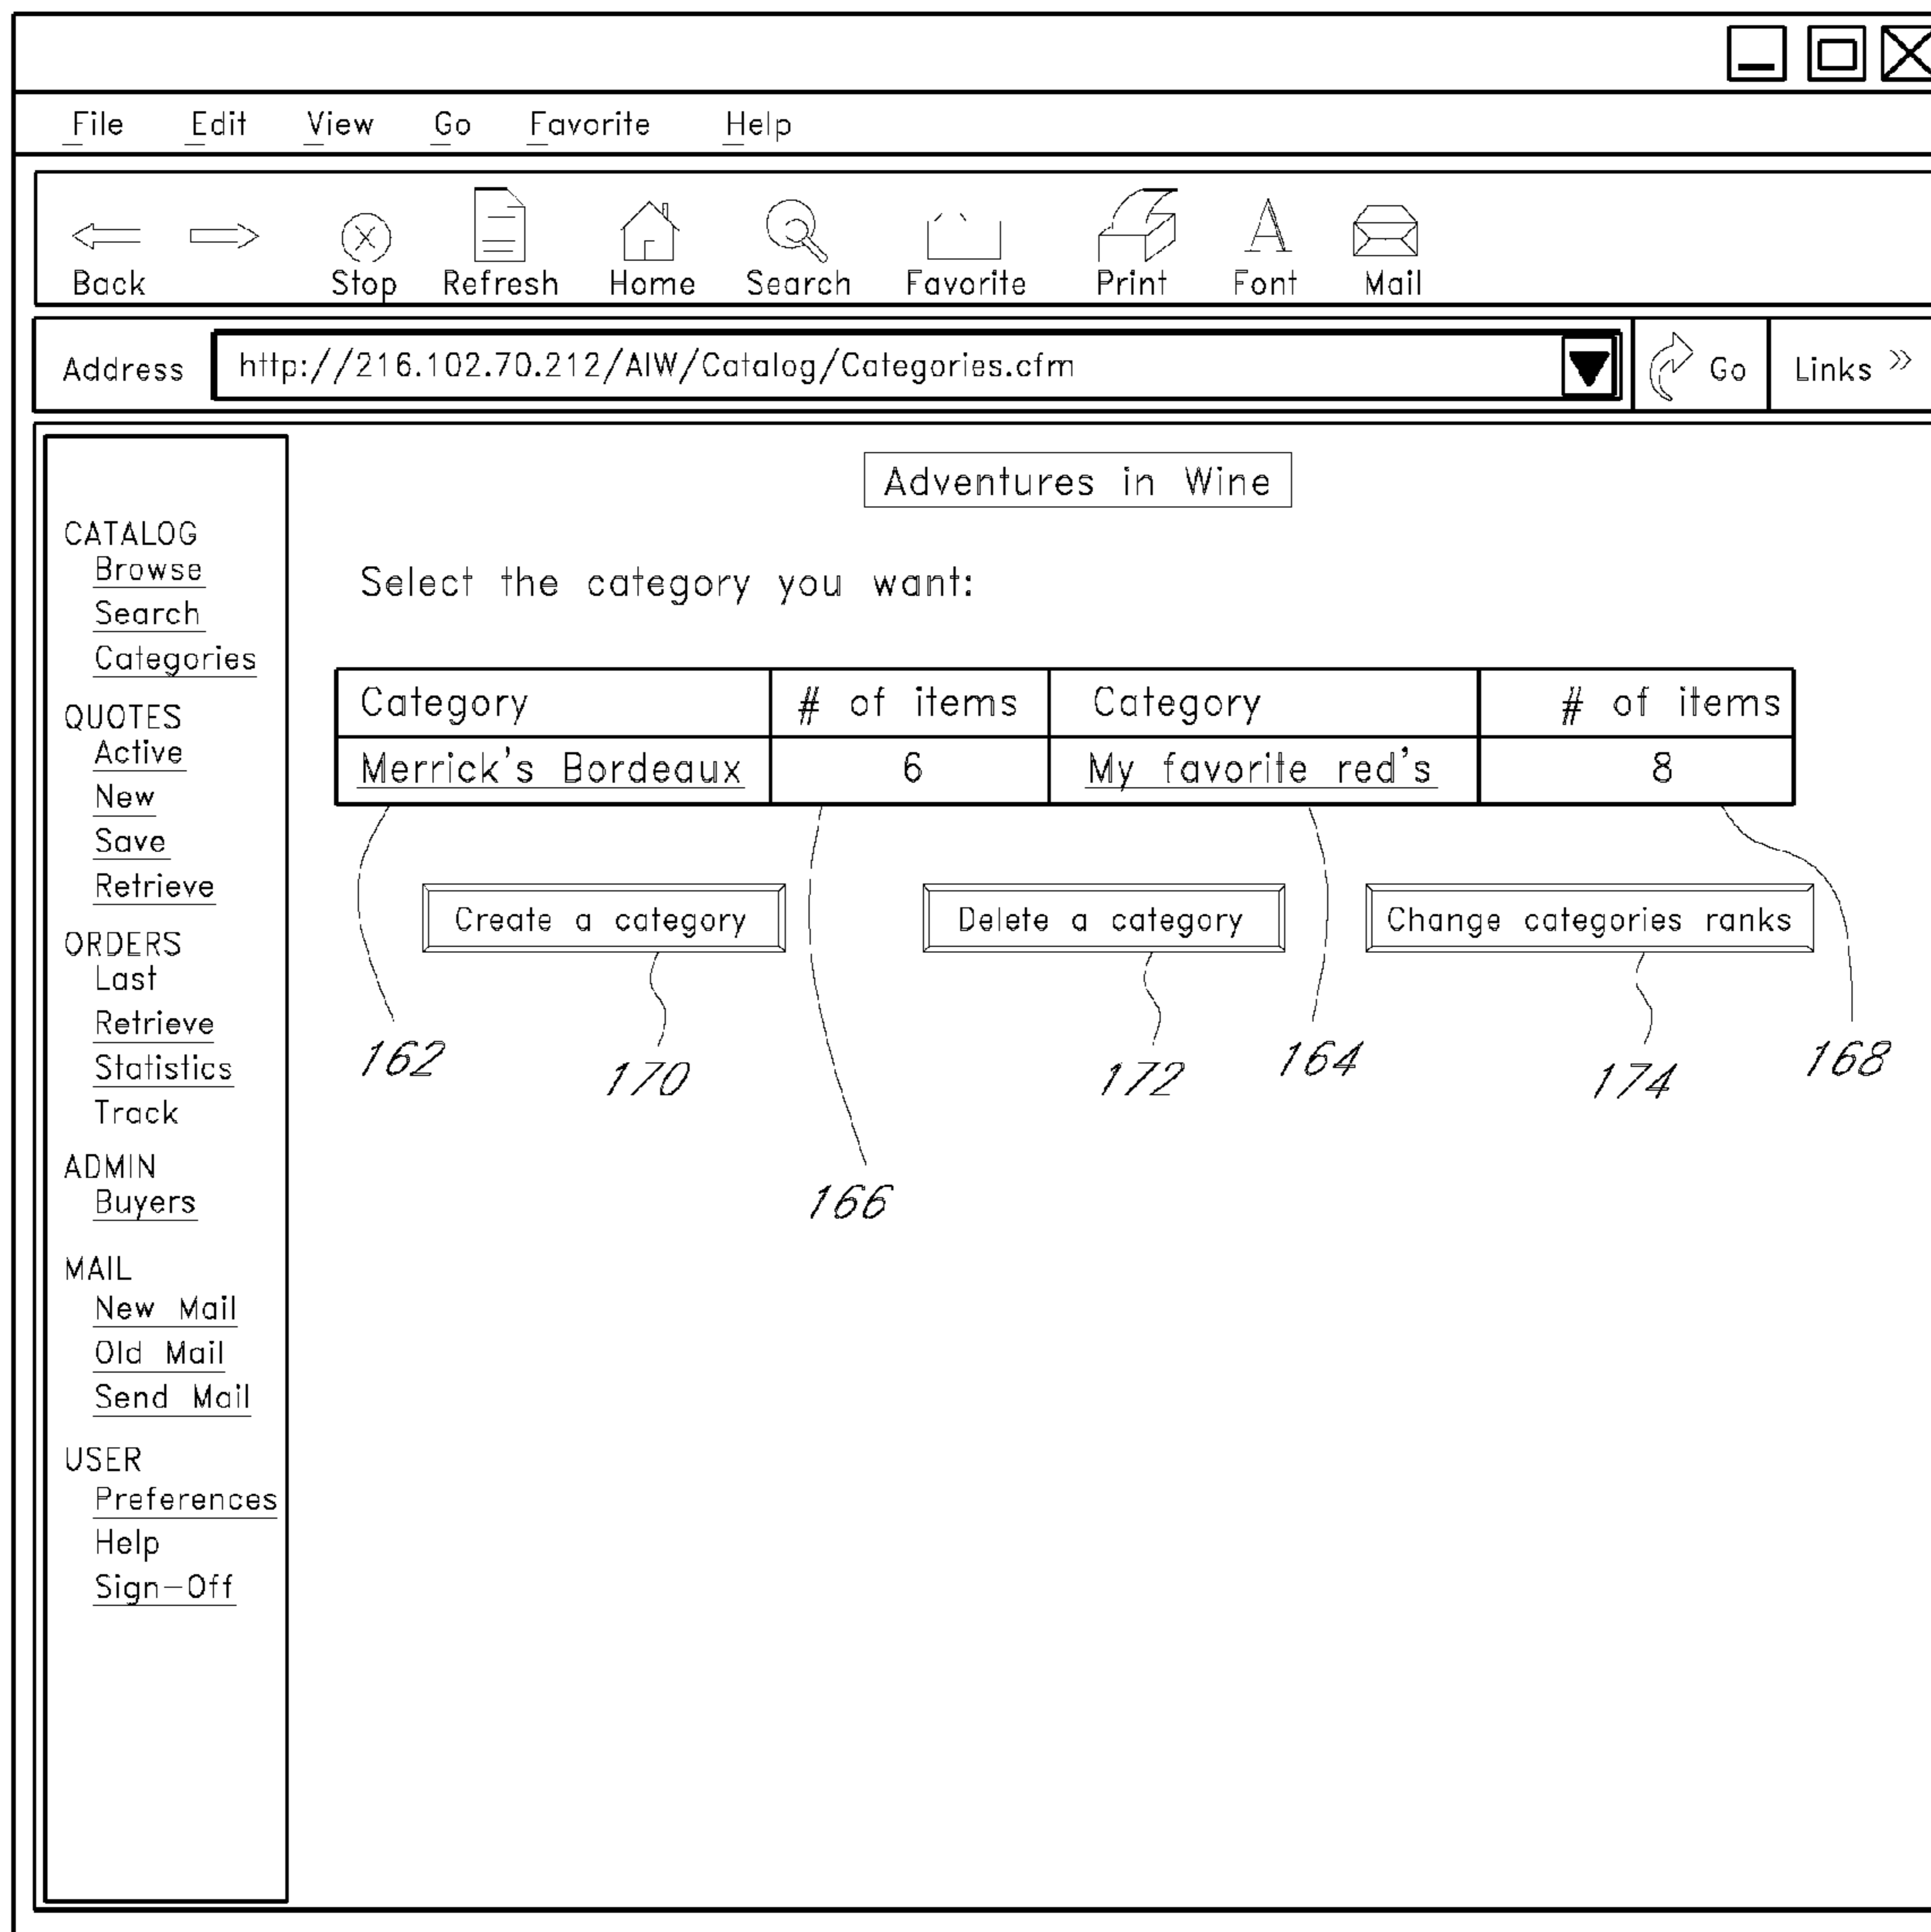 File Edit View Go Favorite Help
Back Stop Refresh Home Search Favorite Print Font Mail
Address http://216.102.70.212/AIW/Catalog/Categories.cfm Go Links »
Adventures in Wine
CATALOG
Browse
Search
Categories
QUOTES
Active
New
Save
Retrieve
ORDERS
Last
Retrieve
Statistics
Track
ADMIN
Buyers
MAIL
New Mail
Old Mail
Send Mail
USER
Preferences
Help
Sign-Off
Select the category you want:
Category # of items Category # of items
Merrick's Bordeaux 6 My favorite red's 8
Create a category Delete a category Change categories ranks
162 170 172 164 174 168
166